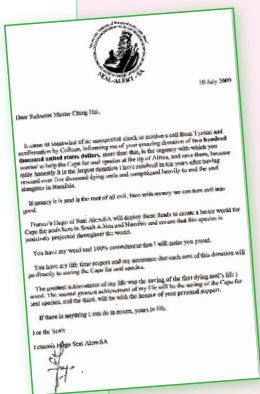 SEAL-ALERT-SA
10 July 2009
Dear Supreme Master Ching Hai,
It came as somewhat of an unexpected shock to receive a call from Tyrone and
confirmation by Colleen, informing me of your amazing donation of two hundred
thousand united states dollars, more than that, is the urgency with which you
wanted to help the Cape fur seal species at the tip of Africa, and save them, because
quite honestly it is the largest donation I have received in ten years after having
rescued over five thousand dying seals and campaigned heavily to end the seal
slaughter in Namibia.
If money it is said is the root of all evil, then with money we can turn evil into
good.
Francois Hugo of Seal Alert-SA will deploy these funds to create a better world for
Cape fur seals here in South Africa and Namibia and ensure that this species is
positively projected throughout the world.
You have my word and 100% commitment that I will make you proud.
You have my life time respect and my assurance that each cent of this donation will
go directly to saving the Cape fur seal species.
The greatest achievement of my life was the saving of the first dying seal's life I
saved. The second greatest achievement of my life will be the saving of the Cape fur
seal species, and the third, will be with the honour of your personal support.
If there is anything I can do in return, yours in life,
For the Seals
Francois Hugo Seal Alert-SA